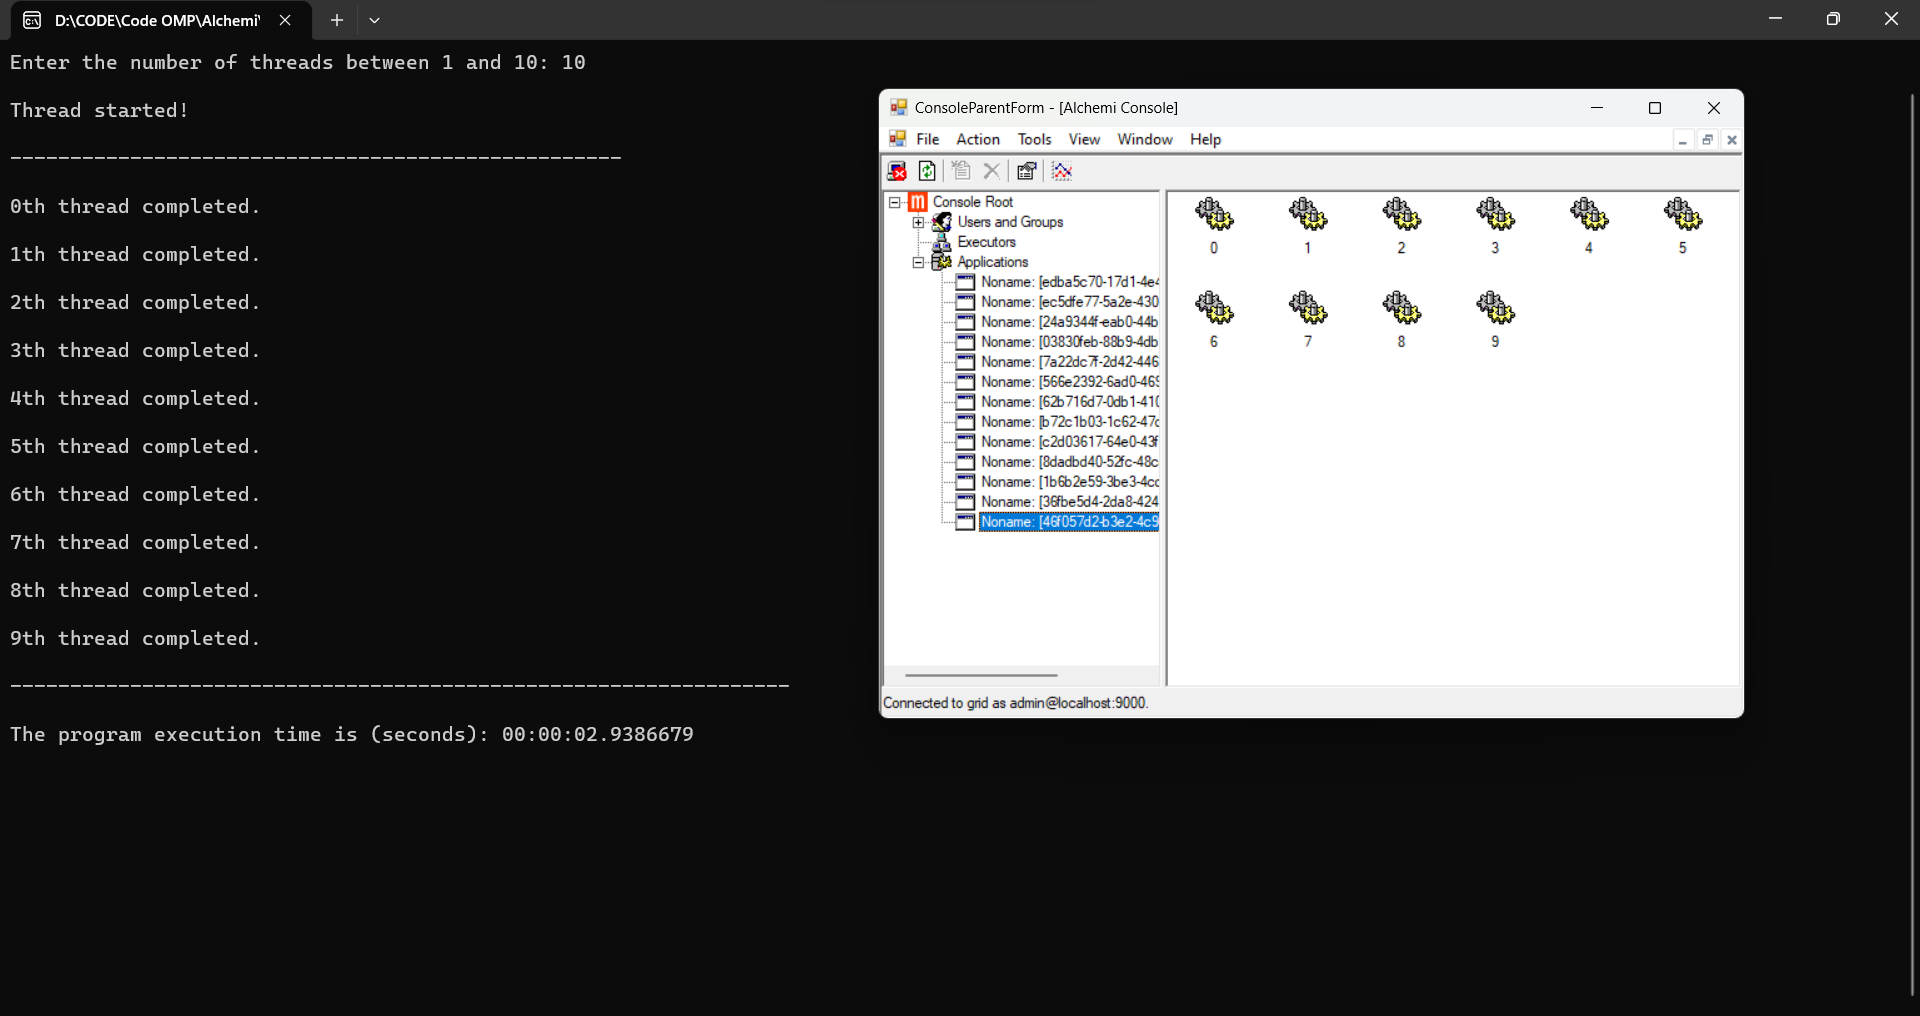 D:\CODE\Code OMP\Alchemi'
Enter the number of threads between 1 and 10: 10
Thread started!
---------------------------------------------------
0th thread completed.
1th thread completed.
2th thread completed.
3th thread completed.
4th thread completed.
5th thread completed.
6th thread completed.
7th thread completed.
8th thread completed.
9th thread completed.
-----------------------------------------------------------------
The program execution time is (seconds): 00:00:02.9386679
ConsoleParentForm - [Alchemi Console]
File Action Tools View Window Help
Console Root
Users and Groups
Executors
Applications
Noname: [edba5c70-17d1-4e4
Noname: [ec5dfe77-5a2e-430
Noname: [24a9344f-eab0-44b
Noname: [03830feb-88b9-4db
Noname: [7a22dc7f-2d42-446
Noname: [566e2392-6ad0-469
Noname: [62b716d7-0db1-410
Noname: [b72c1b03-1c62-47c
Noname: [c2d03617-64e0-43f
Noname: [8dadbd40-52fc-48c
Noname: [1b6b2e59-3be3-4cc
Noname: [36fbe5d4-2da8-424
Noname: [46f057d2-b3e2-4c9
0 1 2 3 4 5
6 7 8 9
Connected to grid as admin@localhost:9000.